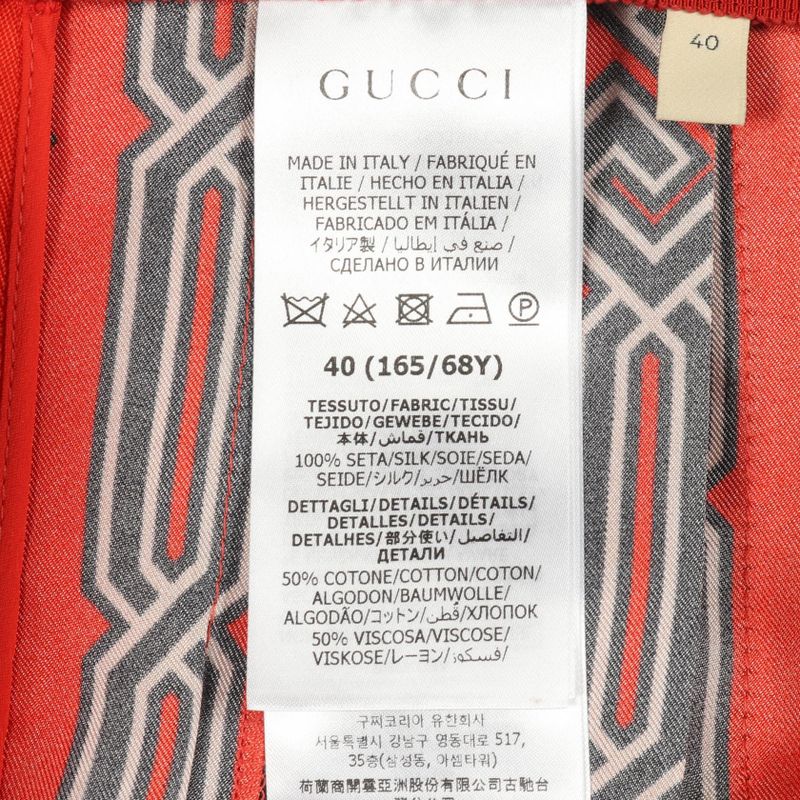 40
GUCCI
MADE IN ITALY / FABRIQUÉ EN
ITALIE / HECHO EN ITALIA /
HERGESTELLT IN ITALIEN /
FABRICADO EM ITÁLIA /
イタリア製 / صنع في إيطاليا /
СДЕЛАНО В ИТАЛИИ
P
40 (165/68Y)
TESSUTO/FABRIC/TISSU/
TEJIDO/GEWEBE/TECIDO/
本体/قماش/ТКАНЬ
100% SETA/SILK/SOIE/SEDA/
SEIDE/シルク/حرير/ШЁЛК
DETTAGLI/DETAILS/DÉTAILS/
DETALLES/DETAILS/
DETALHES/部分使い/التفاصيل/
ДЕТАЛИ
50% COTONE/COTTON/COTON/
ALGODON/BAUMWOLLE/
ALGODÃO/コットン/قطن/ХЛОПОК
50% VISCOSA/VISCOSE/
VISKOSE/レーヨン/فسكوز/
구찌코리아 유한회사
서울특별시 강남구 영동대로 517,
35층(삼성동, 아셈타워)
荷蘭商開雲亞洲股份有限公司古馳台